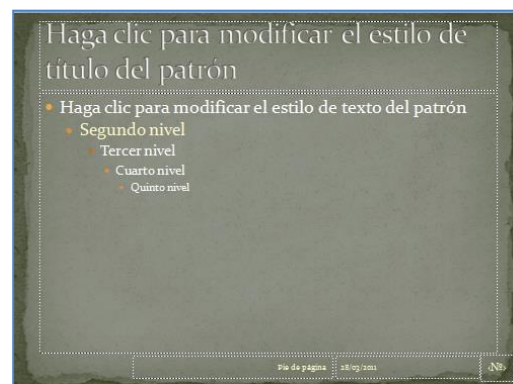 Haga clic para modificar el estilo de
título del patrón
Haga clic para modificar el estilo de texto del patrón
Segundo nivel
Tercer nivel
Cuarto nivel
Quinto nivel
Pie de página
28/03/2011
‹Nº›